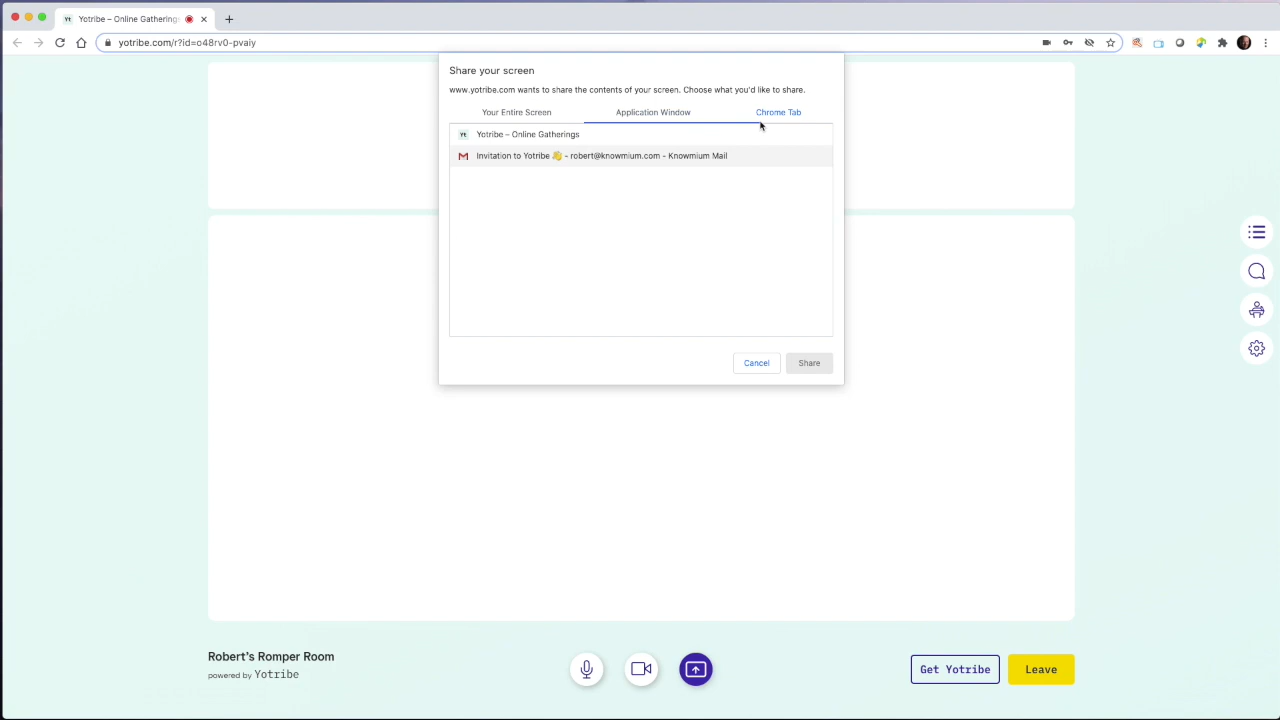 Yt Yotribe – Online Gathering
yotribe.com/r?id=o48rv0-pvaiy
Share your screen
www.yotribe.com wants to share the contents of your screen. Choose what you'd like to share.
Your Entire Screen Application Window Chrome Tab
Yt Yotribe – Online Gatherings
Invitation to Yotribe 👋 - robert@knowmium.com - Knowmium Mail
Cancel Share
Robert's Romper Room
powered by Yotribe
Get Yotribe Leave